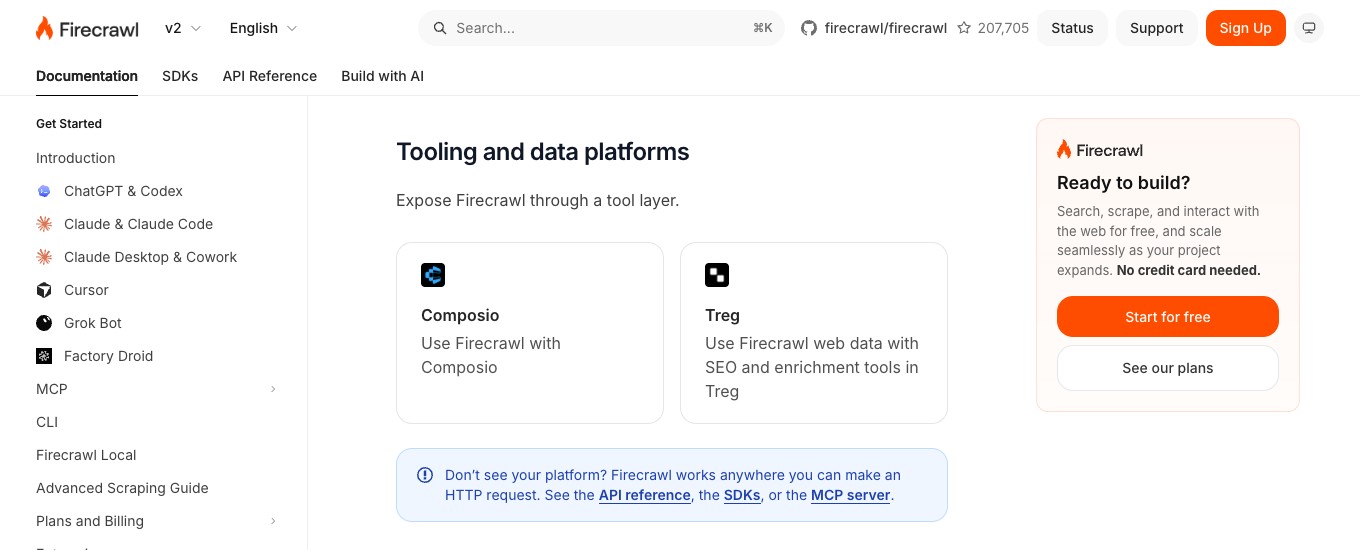 Firecrawl
v2
English
Search...
⌘K
firecrawl/firecrawl
207,705
Status
Support
Sign Up
Documentation
SDKs
API Reference
Build with AI
Get Started
Introduction
ChatGPT & Codex
Claude & Claude Code
Claude Desktop & Cowork
Cursor
Grok Bot
Factory Droid
MCP
CLI
Firecrawl Local
Advanced Scraping Guide
Plans and Billing
Tooling and data platforms
Expose Firecrawl through a tool layer.
Composio
Use Firecrawl with
Composio
Treg
Use Firecrawl web data with
SEO and enrichment tools in
Treg
Don’t see your platform? Firecrawl works anywhere you can make an
HTTP request. See the API reference, the SDKs, or the MCP server.
Firecrawl
Ready to build?
Search, scrape, and interact with
the web for free, and scale
seamlessly as your project
expands. No credit card needed.
Start for free
See our plans